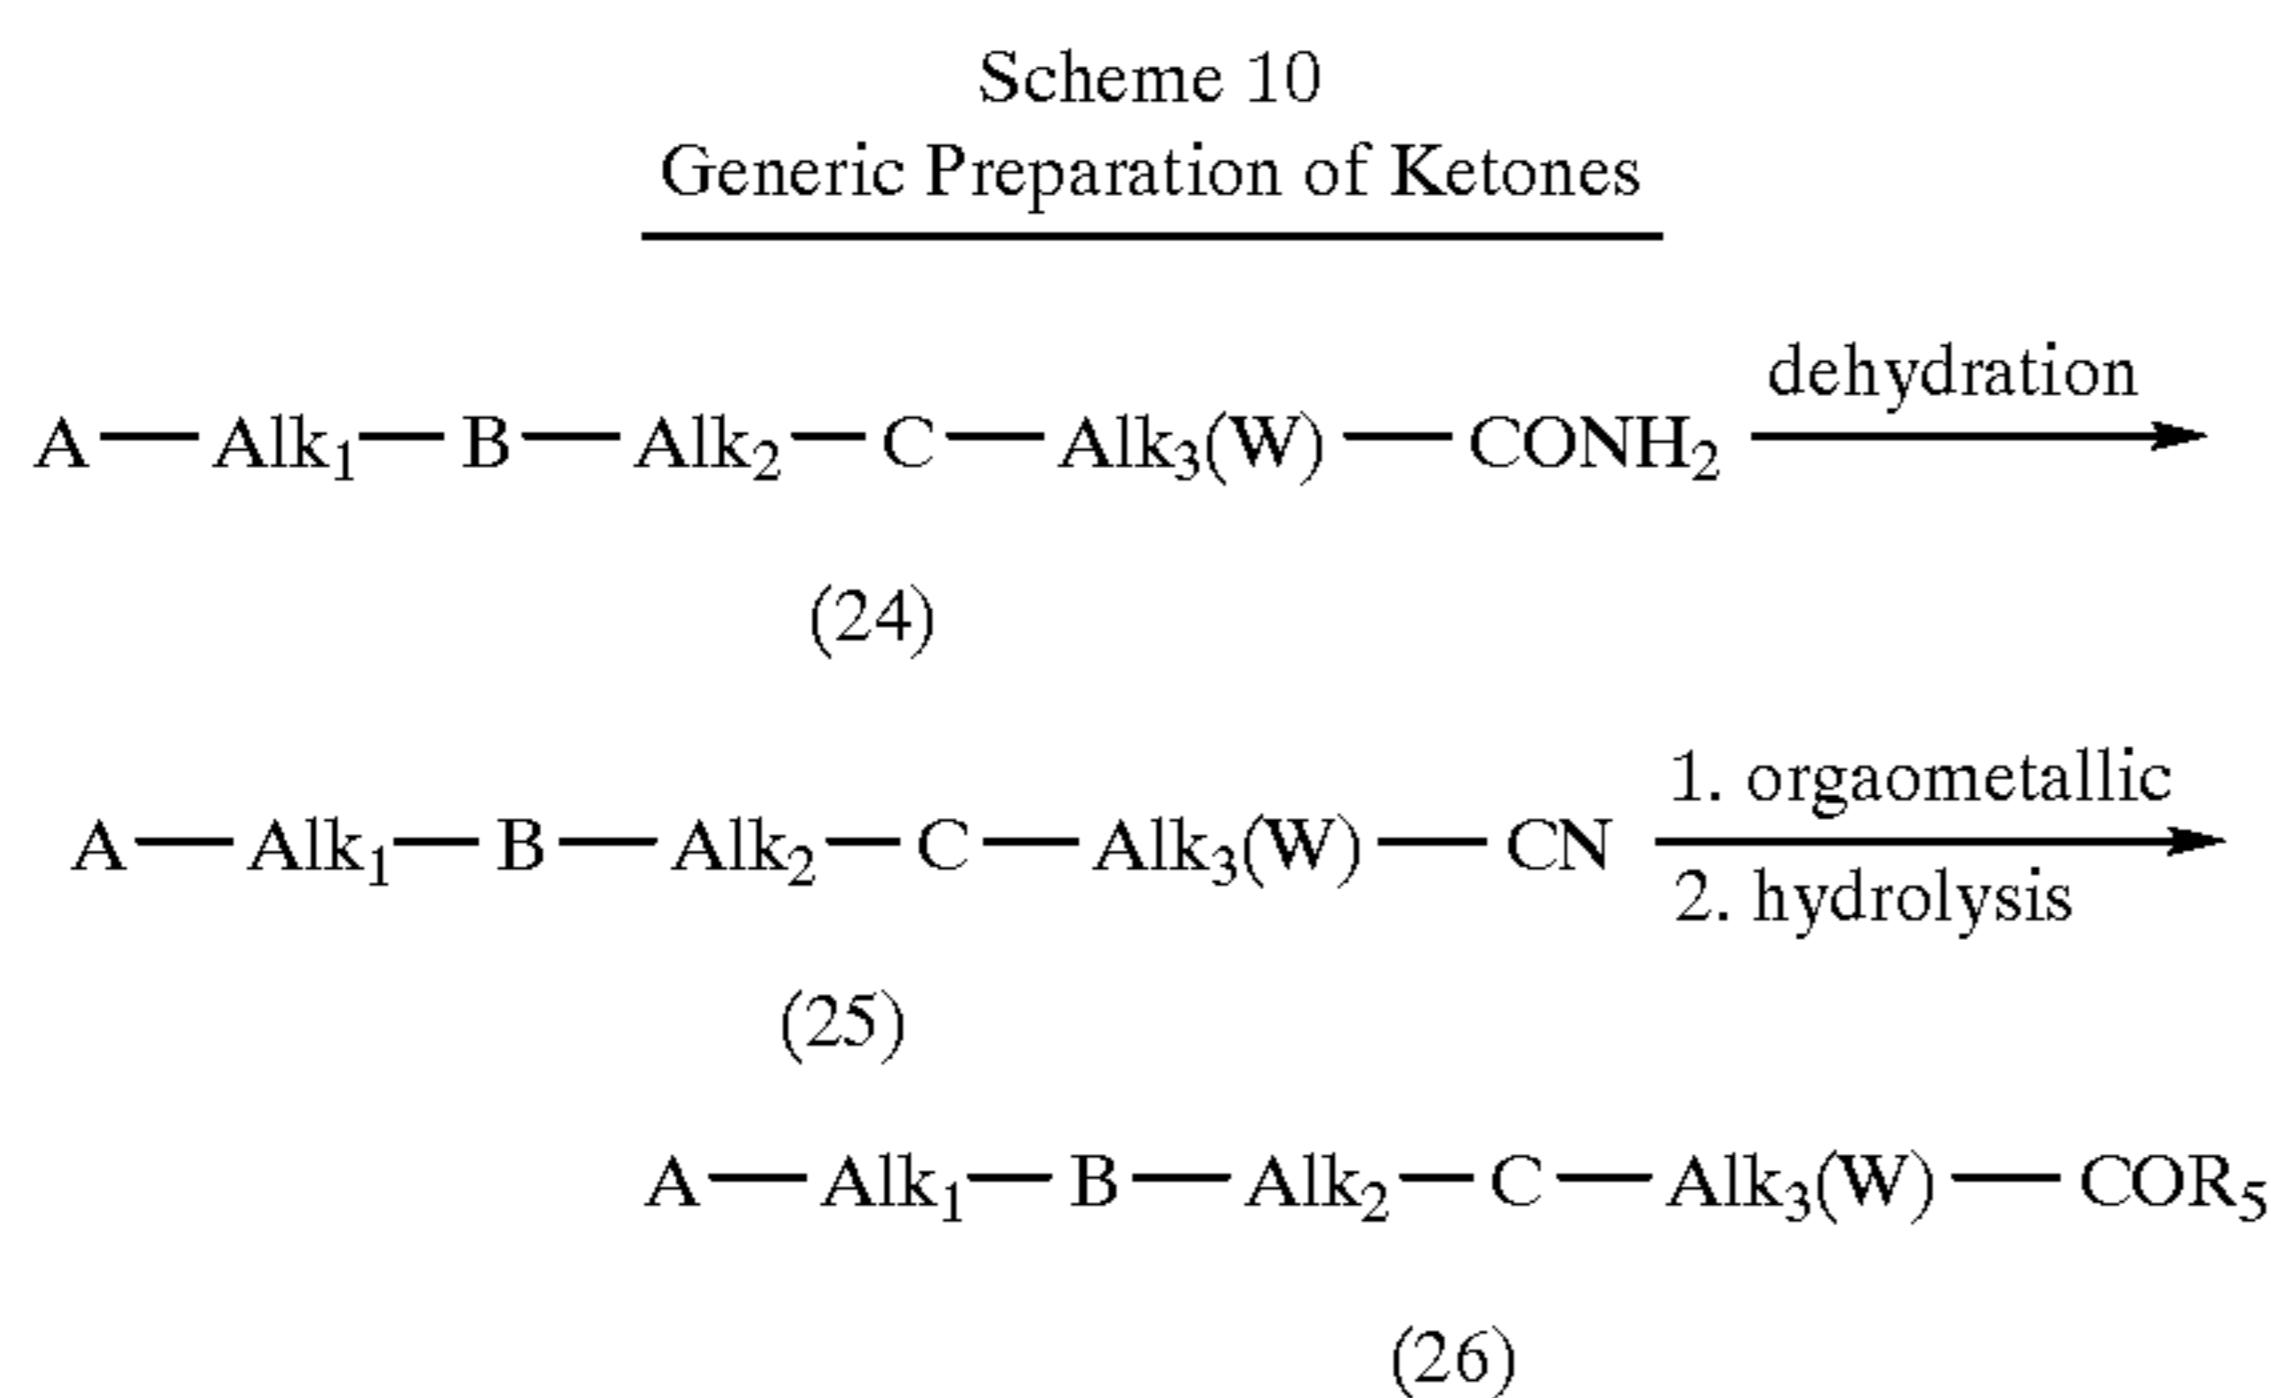 Scheme 10
Generic Preparation of Ketones
A—Alk₁—B—Alk₂—C—Alk₃(W)—CONH₂ dehydration
(24)
A—Alk₁—B—Alk₂—C—Alk₃(W)—CN 1. orgaometallic
2. hydrolysis
(25)
A—Alk₁—B—Alk₂—C—Alk₃(W)—COR₅
(26)